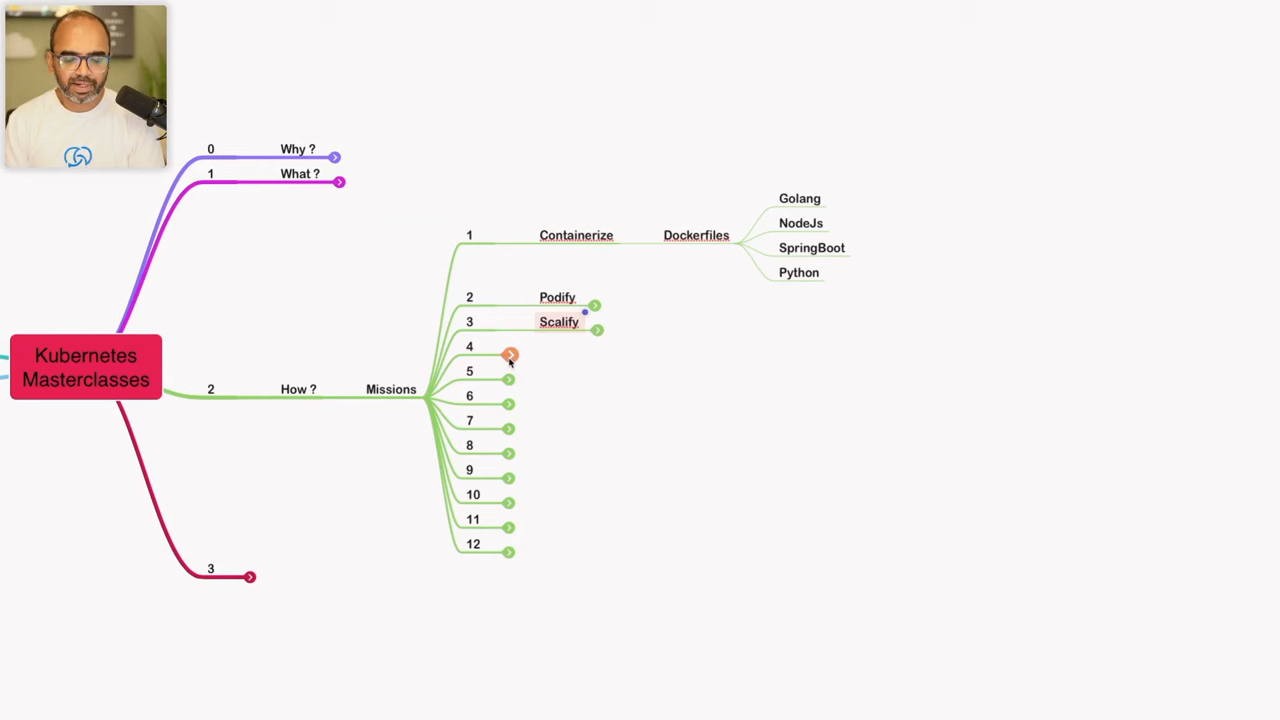 0 Why ?
1 What ?
Kubernetes
Masterclasses
2 How ? Missions
1 Containerize Dockerfiles
Golang
NodeJs
SpringBoot
Python
2 Podify
3 Scalify
4
5
6
7
8
9
10
11
12
3